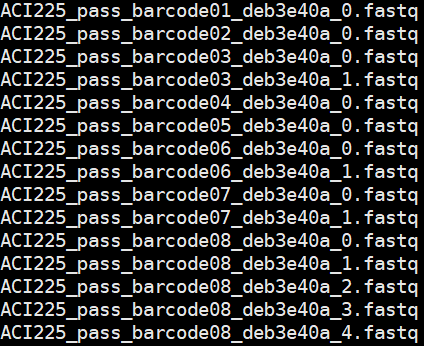 ACI225_pass_barcode01_deb3e40a_0.fastq
ACI225_pass_barcode02_deb3e40a_0.fastq
ACI225_pass_barcode03_deb3e40a_0.fastq
ACI225_pass_barcode03_deb3e40a_1.fastq
ACI225_pass_barcode04_deb3e40a_0.fastq
ACI225_pass_barcode05_deb3e40a_0.fastq
ACI225_pass_barcode06_deb3e40a_0.fastq
ACI225_pass_barcode06_deb3e40a_1.fastq
ACI225_pass_barcode07_deb3e40a_0.fastq
ACI225_pass_barcode07_deb3e40a_1.fastq
ACI225_pass_barcode08_deb3e40a_0.fastq
ACI225_pass_barcode08_deb3e40a_1.fastq
ACI225_pass_barcode08_deb3e40a_2.fastq
ACI225_pass_barcode08_deb3e40a_3.fastq
ACI225_pass_barcode08_deb3e40a_4.fastq